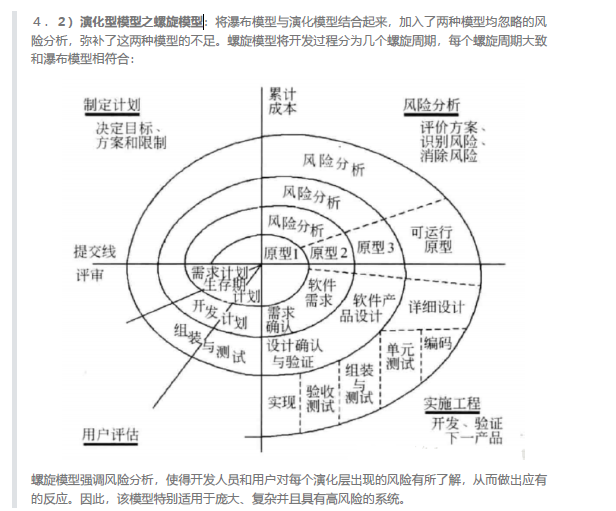 4. 2）演化型模型之螺旋模型：将瀑布模型与演化模型结合起来，加入了两种模型均忽略的风
险分析，弥补了这两种模型的不足。螺旋模型将开发过程分为几个螺旋周期，每个螺旋周期大致
和瀑布模型相符合：
制定计划
决定目标、
方案和限制
累计
成本
风险分析
评价方案、
识别风险、
消除风险
风险分析
风险分析
风险分析
可运行
原型
原型1
原型2
原型3
提交线
评审
需求计划
生存期
计划
开发计划
组装与测试
需求
确认
软件
需求
软件产
品设计
详细设计
设计确认
与验证
编码
单元
测试
组装
与
测试
验收
测试
实现
用户评估
实施工程
开发、验证
下一产品
螺旋模型强调风险分析，使得开发人员和用户对每个演化层出现的风险有所了解，从而做出应有
的反应。因此，该模型特别适用于庞大、复杂并且具有高风险的系统。